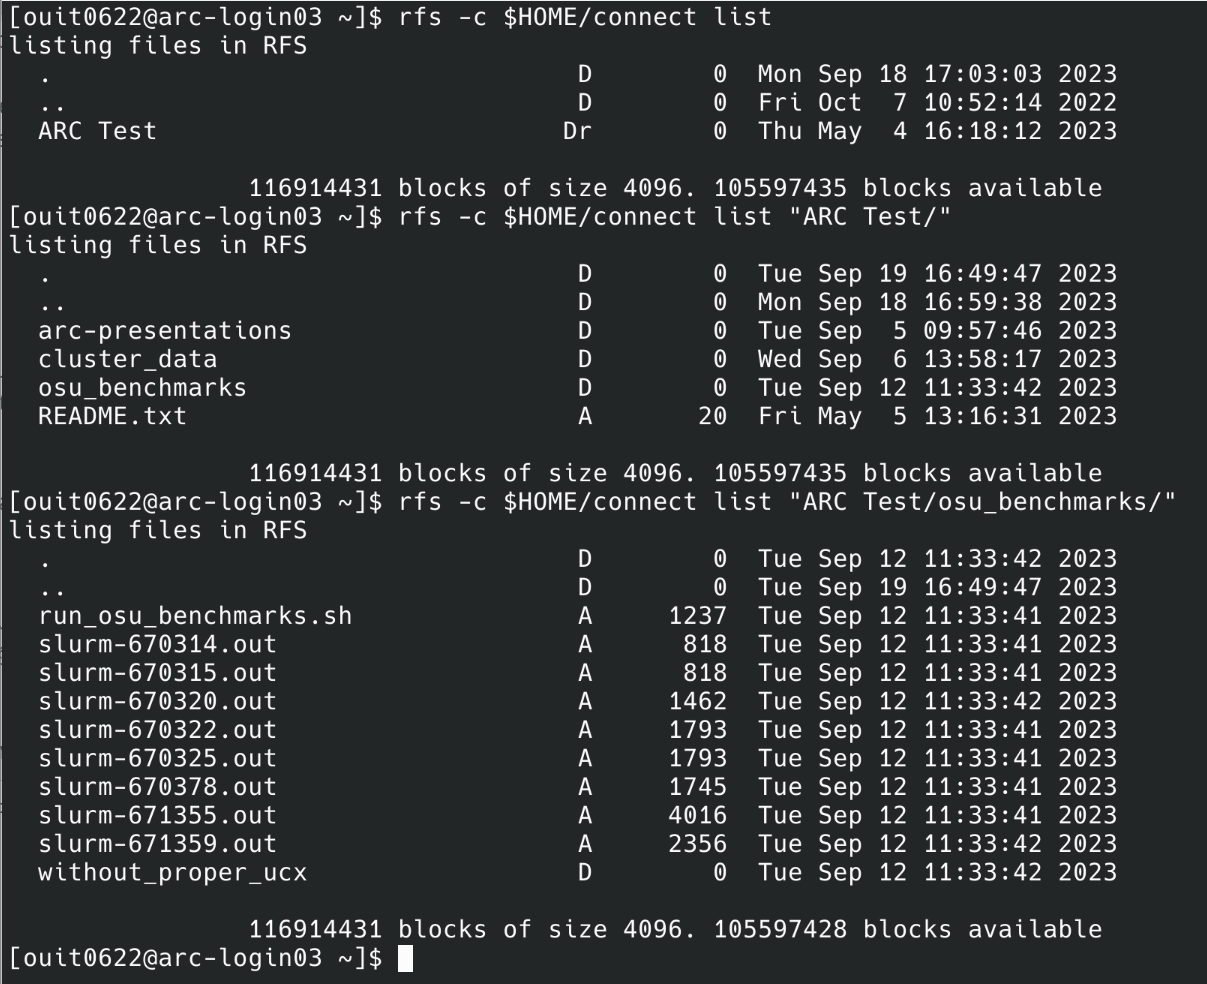 [ouit0622@arc-login03 ~]$ rfs -c $HOME/connect list
listing files in RFS
  .                                   D        0  Mon Sep 18 17:03:03 2023
  ..                                  D        0  Fri Oct  7 10:52:14 2022
  ARC Test                           Dr        0  Thu May  4 16:18:12 2023
                116914431 blocks of size 4096. 105597435 blocks available
[ouit0622@arc-login03 ~]$ rfs -c $HOME/connect list "ARC Test/"
listing files in RFS
  .                                   D        0  Tue Sep 19 16:49:47 2023
  ..                                  D        0  Mon Sep 18 16:59:38 2023
  arc-presentations                   D        0  Tue Sep  5 09:57:46 2023
  cluster_data                        D        0  Wed Sep  6 13:58:17 2023
  osu_benchmarks                      D        0  Tue Sep 12 11:33:42 2023
  README.txt                          A       20  Fri May  5 13:16:31 2023
                116914431 blocks of size 4096. 105597435 blocks available
[ouit0622@arc-login03 ~]$ rfs -c $HOME/connect list "ARC Test/osu_benchmarks/"
listing files in RFS
  .                                   D        0  Tue Sep 12 11:33:42 2023
  ..                                  D        0  Tue Sep 19 16:49:47 2023
  run_osu_benchmarks.sh               A     1237  Tue Sep 12 11:33:41 2023
  slurm-670314.out                    A      818  Tue Sep 12 11:33:41 2023
  slurm-670315.out                    A      818  Tue Sep 12 11:33:41 2023
  slurm-670320.out                    A     1462  Tue Sep 12 11:33:42 2023
  slurm-670322.out                    A     1793  Tue Sep 12 11:33:41 2023
  slurm-670325.out                    A     1793  Tue Sep 12 11:33:41 2023
  slurm-670378.out                    A     1745  Tue Sep 12 11:33:41 2023
  slurm-671355.out                    A     4016  Tue Sep 12 11:33:41 2023
  slurm-671359.out                    A     2356  Tue Sep 12 11:33:42 2023
  without_proper_ucx                  D        0  Tue Sep 12 11:33:42 2023
                116914431 blocks of size 4096. 105597428 blocks available
[ouit0622@arc-login03 ~]$